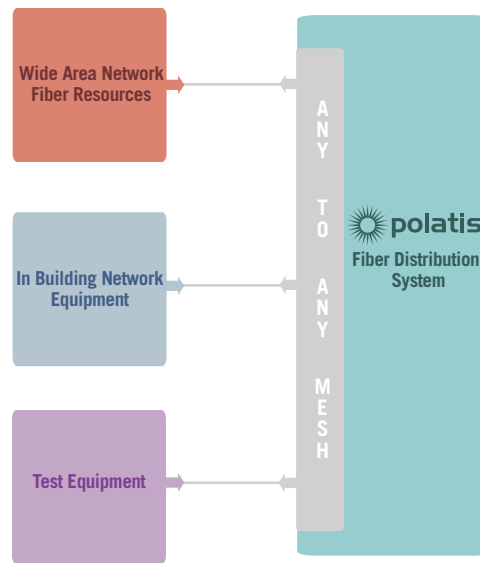 Wide Area Network
Fiber Resources
In Building Network
Equipment
Test Equipment
ANY TO ANY MESH
polatis
Fiber Distribution
System